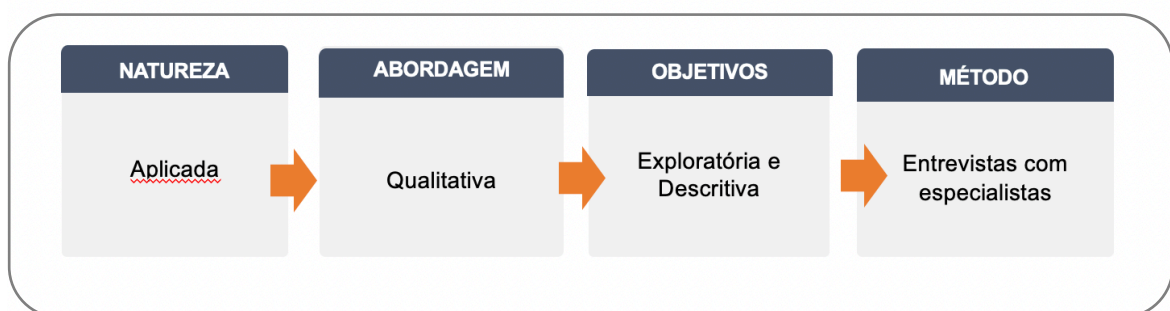 NATUREZA
Aplicada
ABORDAGEM
Qualitativa
OBJETIVOS
Exploratória e
Descritiva
MÉTODO
Entrevistas com
especialistas